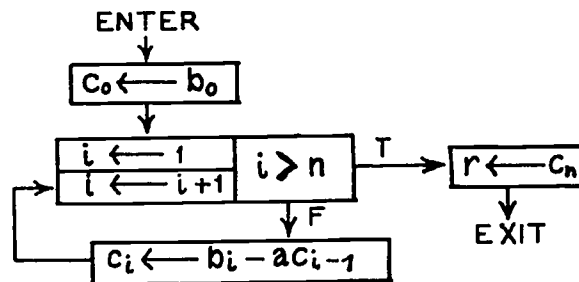 ENTER
c₀ ← b₀
i ← 1
i ← i+1
i > n
T
r ← cₙ
F
EXIT
cᵢ ← bᵢ − acᵢ₋₁